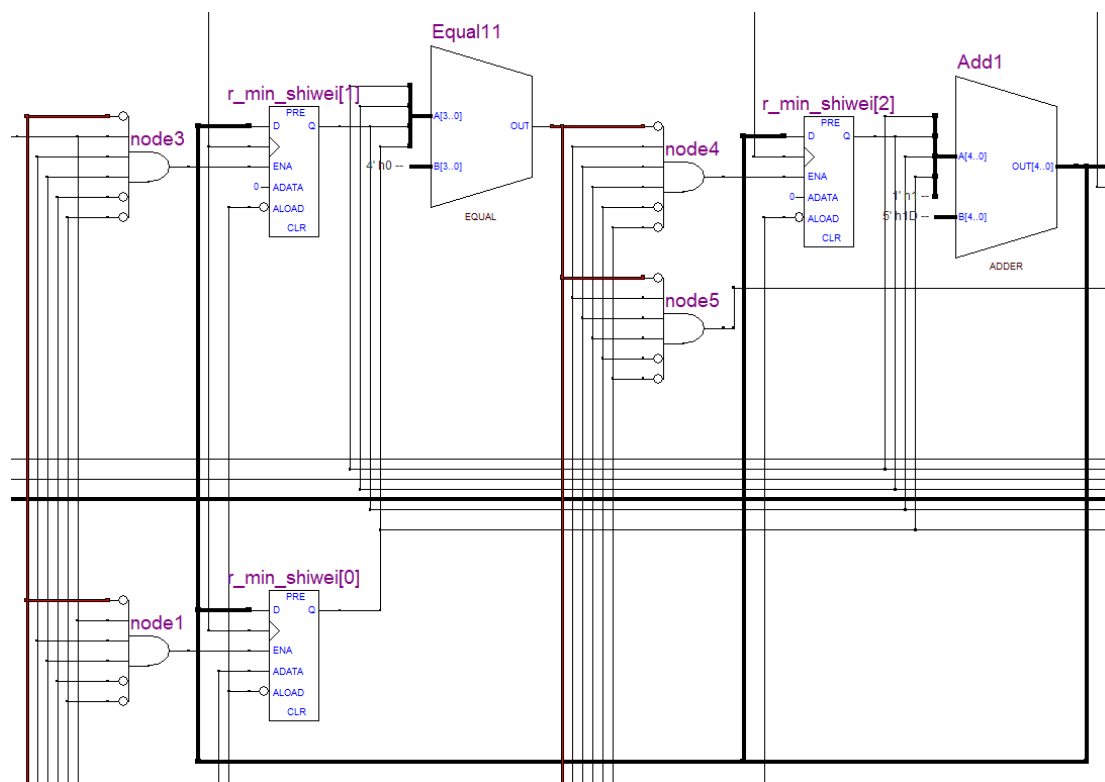 Equal11
r_min_shiwei[1]
PRE
D
Q
ENA
0
ADATA
ALOAD
CLR
node3
A[3..0]
OUT
4' h0 --
B[3..0]
EQUAL
node4
node5
r_min_shiwei[2]
PRE
D
Q
ENA
0
ADATA
ALOAD
CLR
Add1
A[4..0]
OUT[4..0]
1' h1 --
5' h1D --
B[4..0]
ADDER
node1
r_min_shiwei[0]
PRE
D
Q
ENA
ADATA
ALOAD
CLR